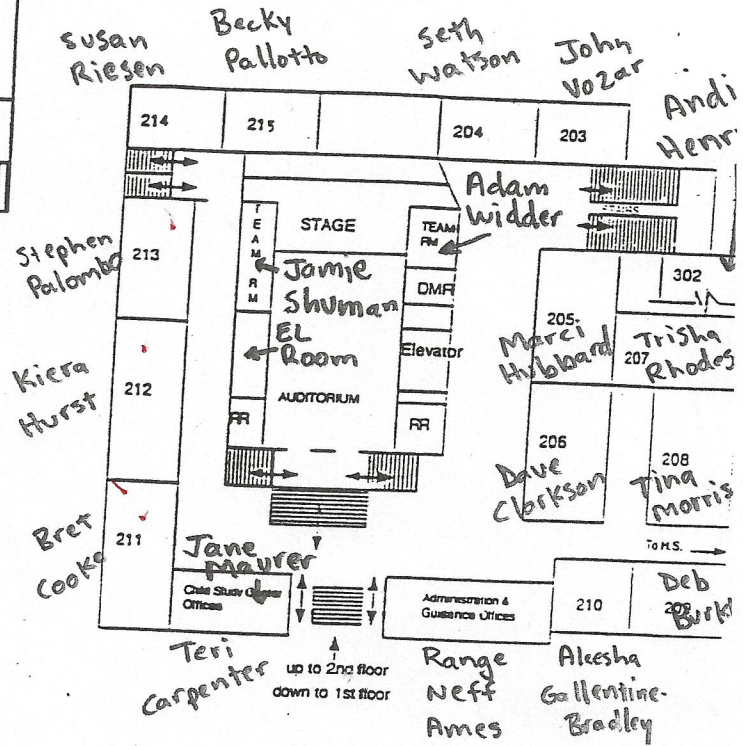 Susan
Riesen
Becky
Pallotto
Seth
Watson
John
Vozar
Andi
Henr
214
215
204
203
Adam
Widder
STAGE
TEAM RM
TEAM
RM
Jamie
Shuman
DMR
Stephen
Palombo
213
302
EL
Room
205
Marci
Hubbard
Trisha
Rhodes
207
Elevator
Kiera
Hurst
212
AUDITORIUM
RR
RR
206
Dave
Clarkson
208
Tina
Morris
Bret
Cooke
211
To H.S.
Jane
Maurer
Child Study
Offices
Administration &
Guidance Offices
210
Deb
Burk
Teri
Carpenter
up to 2nd floor
down to 1st floor
Range
Neff
Ames
Aleesha
Gallentine-
Bradley